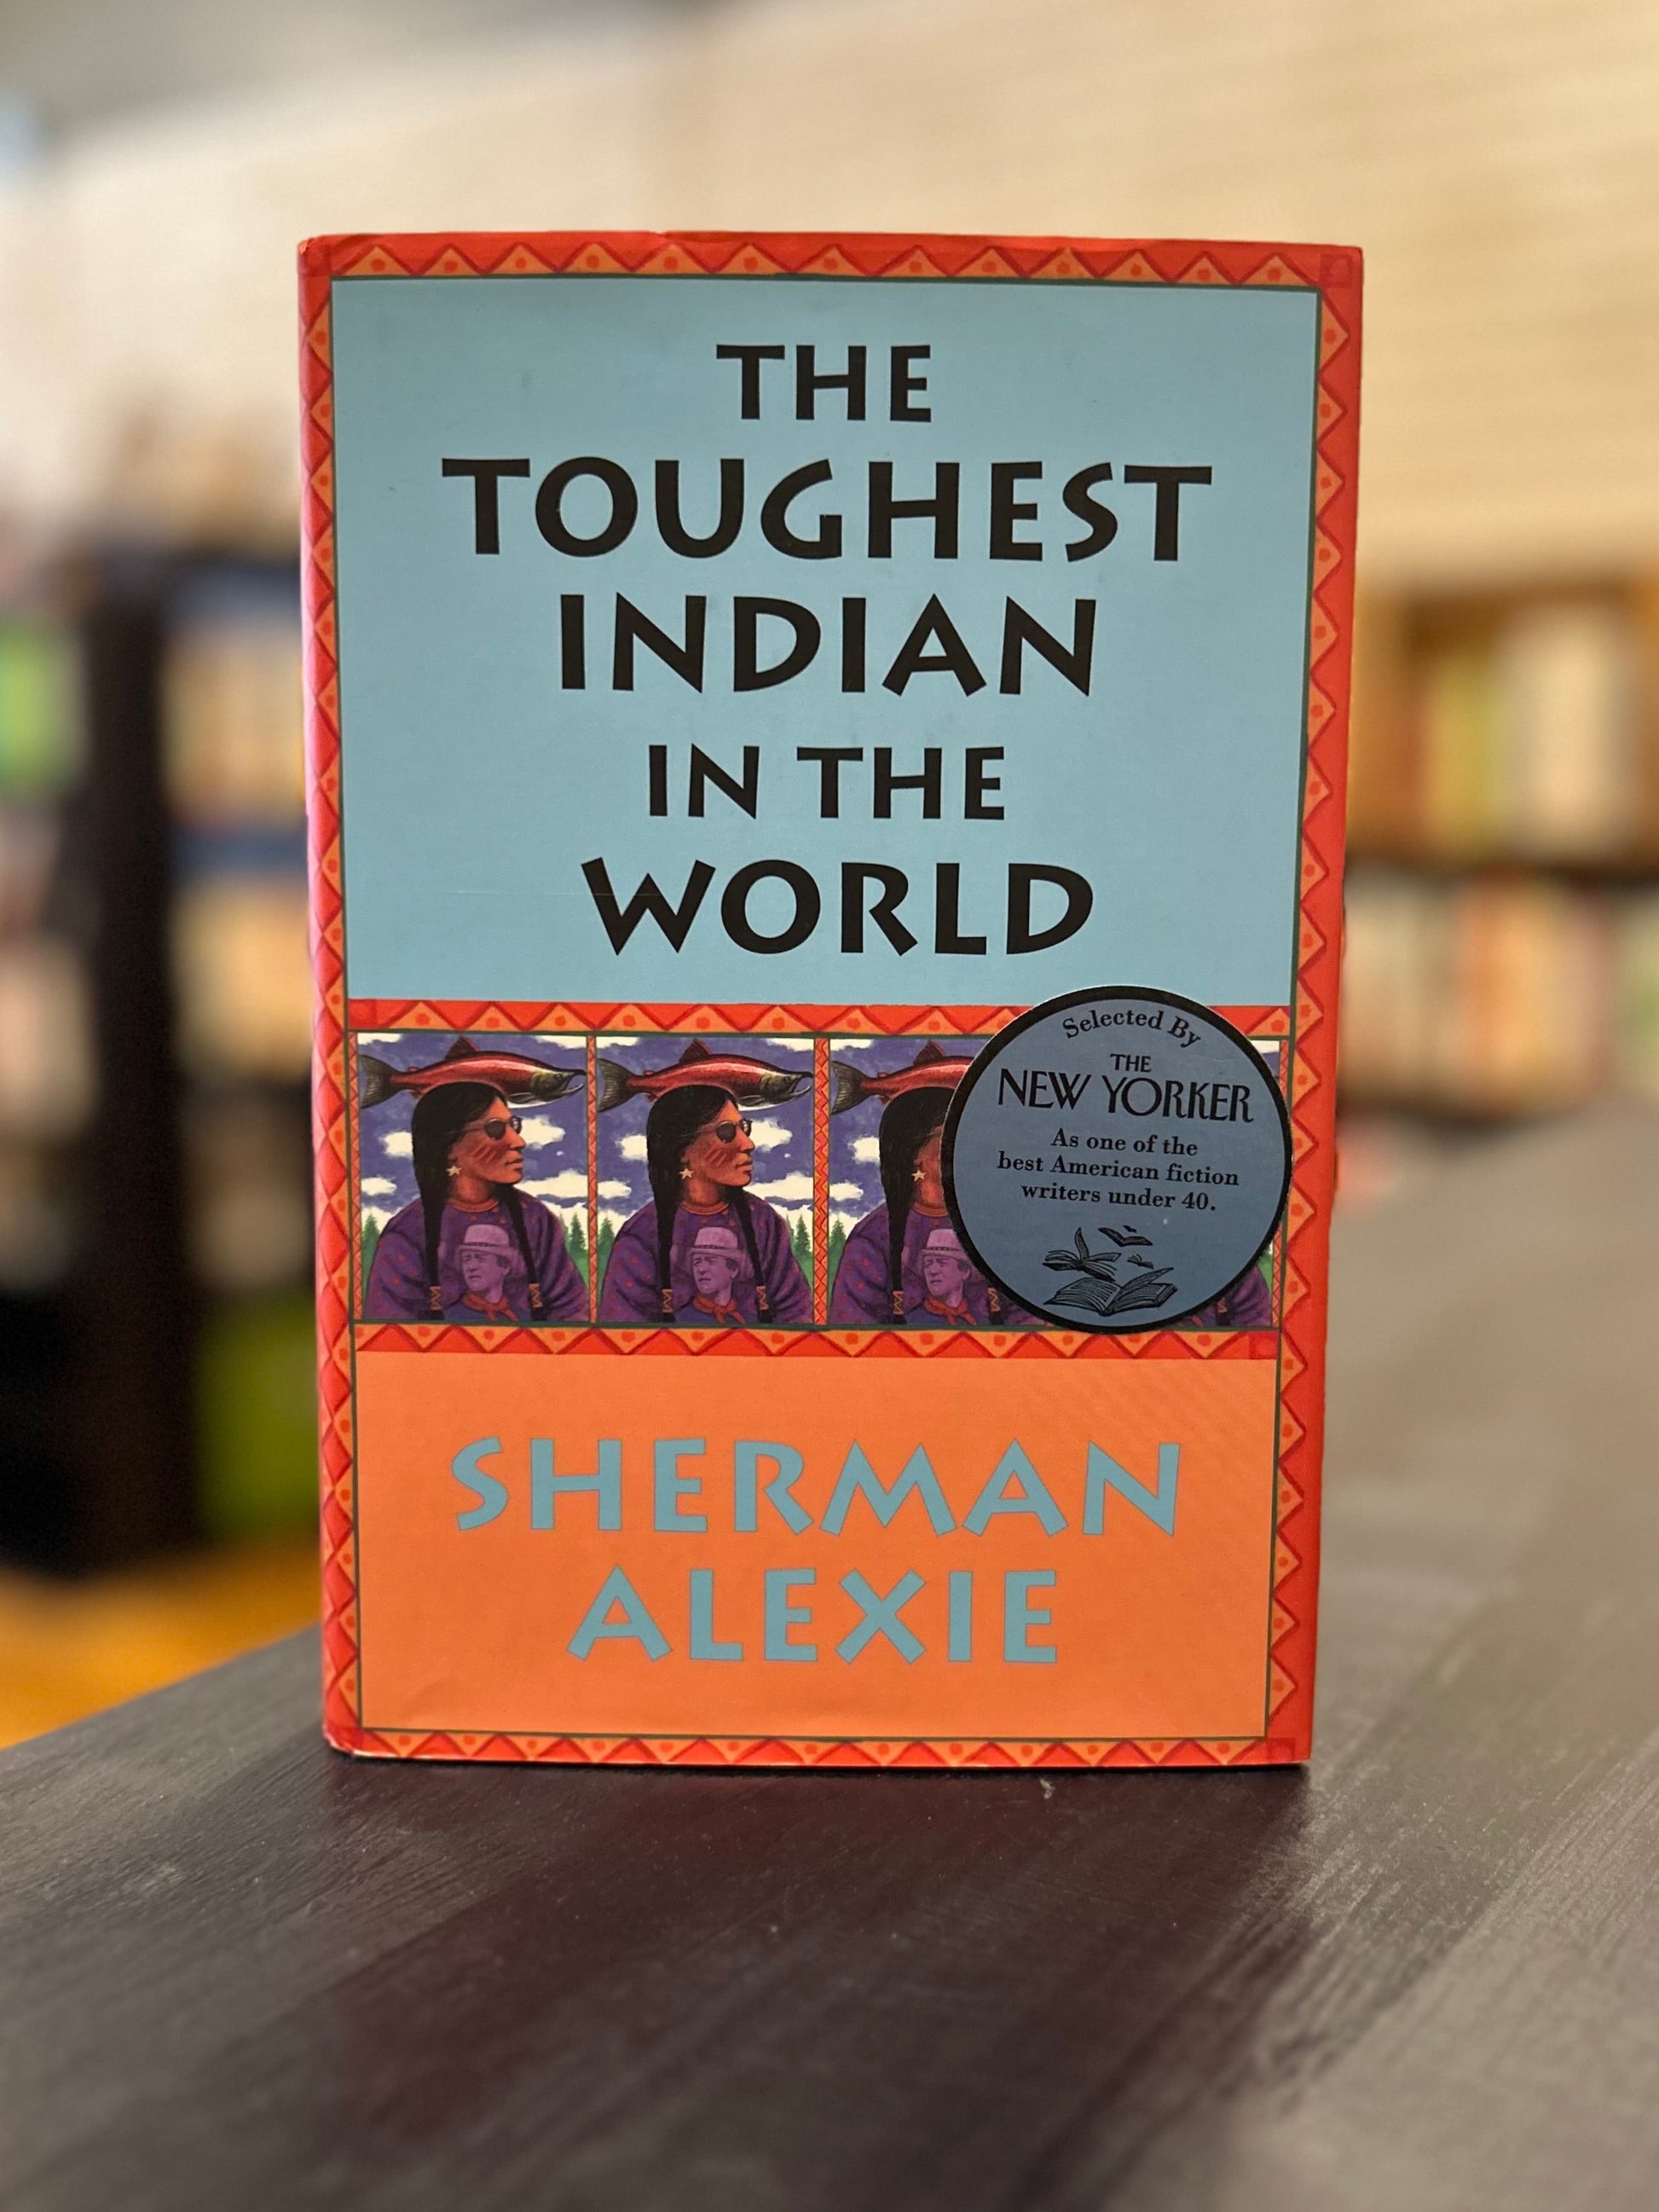 THE
TOUGHEST
INDIAN
IN THE
WORLD
Selected By
THE
NEW YORKER
As one of the
best American fiction
writers under 40.
SHERMAN
ALEXIE